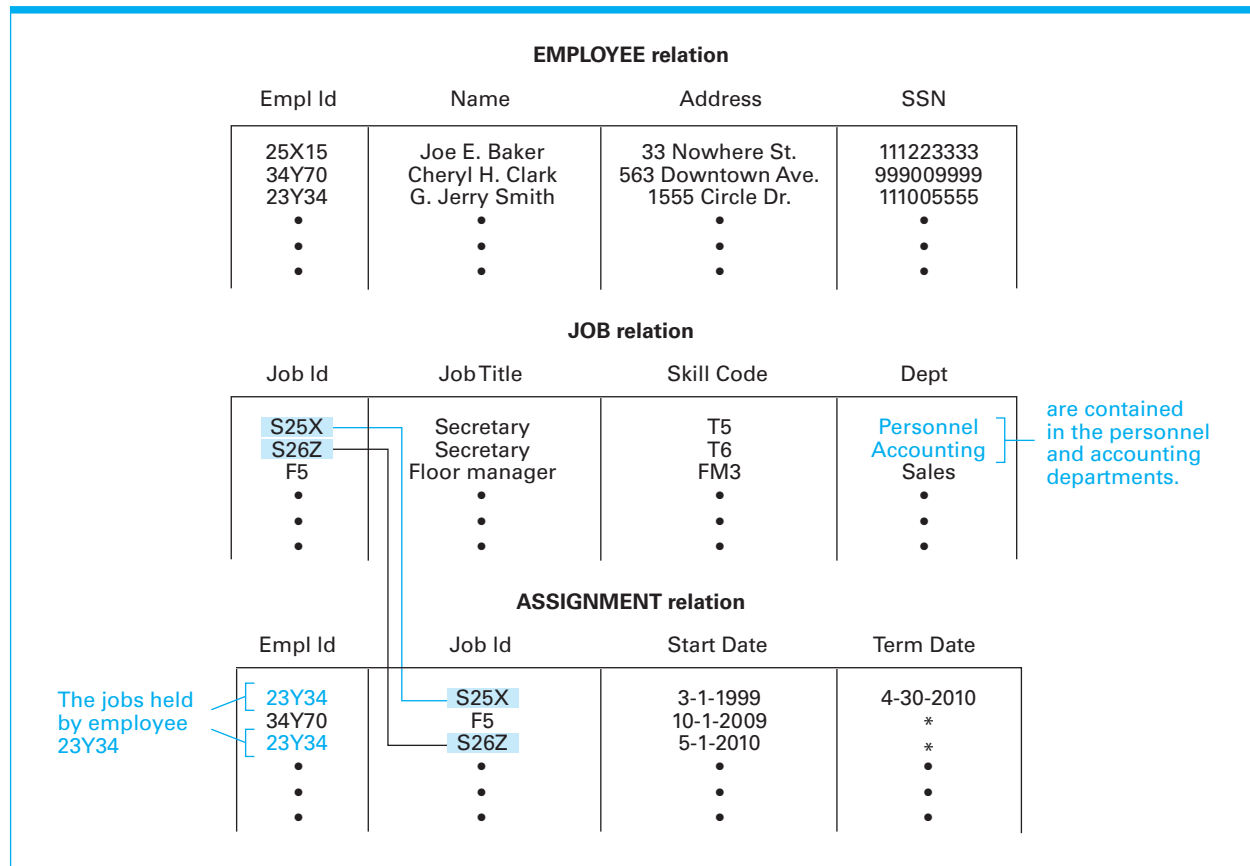 EMPLOYEE relation
Empl Id Name Address SSN
25X15 Joe E. Baker 33 Nowhere St. 111223333
34Y70 Cheryl H. Clark 563 Downtown Ave. 999009999
23Y34 G. Jerry Smith 1555 Circle Dr. 111005555
• • • •
• • • •
• • • •
JOB relation
Job Id Job Title Skill Code Dept
S25X Secretary T5 Personnel
S26Z Secretary T6 Accounting
F5 Floor manager FM3 Sales
• • • •
• • • •
• • • •
are contained
in the personnel
and accounting
departments.
ASSIGNMENT relation
Empl Id Job Id Start Date Term Date
23Y34 S25X 3-1-1999 4-30-2010
34Y70 F5 10-1-2009 *
23Y34 S26Z 5-1-2010 *
• • • •
• • • •
• • • •
The jobs held
by employee
23Y34